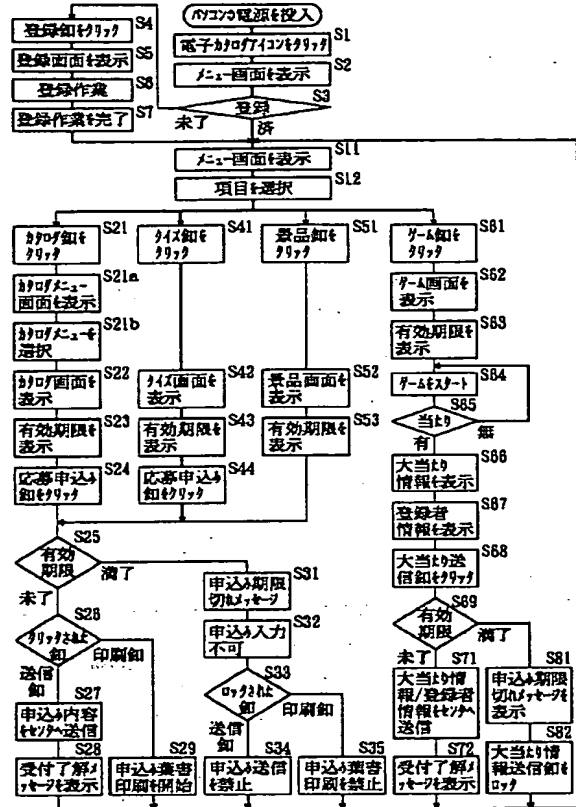 パソコンの電源を投入
S1
電子カタログアイコンをクリック
S2
メニュー画面を表示
S3
登録
未了
済
S4
登録釦をクリック
S5
登録画面を表示
S6
登録作業
S7
登録作業を完了
S11
メニュー画面を表示
S12
項目を選択
S21
カタログ釦を
クリック
S21a
カタログメニュー
画面を表示
S21b
カタログメニューを
選択
S22
カタログ画面を
表示
S23
有効期限を
表示
S24
応募申込み
釦をクリック
S41
クイズ釦を
クリック
S42
クイズ画面を
表示
S43
有効期限を
表示
S44
応募申込み
釦をクリック
S51
景品釦を
クリック
S52
景品画面を
表示
S53
有効期限を
表示
S61
ゲーム釦を
クリック
S62
ゲーム画面を
表示
S63
有効期限を
表示
S64
ゲームをスタート
S65
当たり
有
無
S66
大当たり
情報を表示
S67
登録者
情報を表示
S68
大当たり送
信釦をクリック
S69
有効
期限
未了
満了
S25
有効
期限
満了
未了
S26
クリックされた
釦
送信
釦
印刷釦
S27
申込み内容
をセンタへ送信
S28
受付了解メ
ッセージを表示
S29
申込み葉書
印刷を開始
S31
申込み期限
切れメッセージ
S32
申込み入力
不可
S33
ロックされた
釦
送信
釦
印刷釦
S34
申込み送信
を禁止
S35
申込み葉書
印刷を禁止
S71
大当たり情
報/登録者
情報をセンタへ
送信
S72
受付了解メ
ッセージを表示
S81
申込み期限
切れメッセージを
表示
S82
大当たり情
報送信釦を
ロック